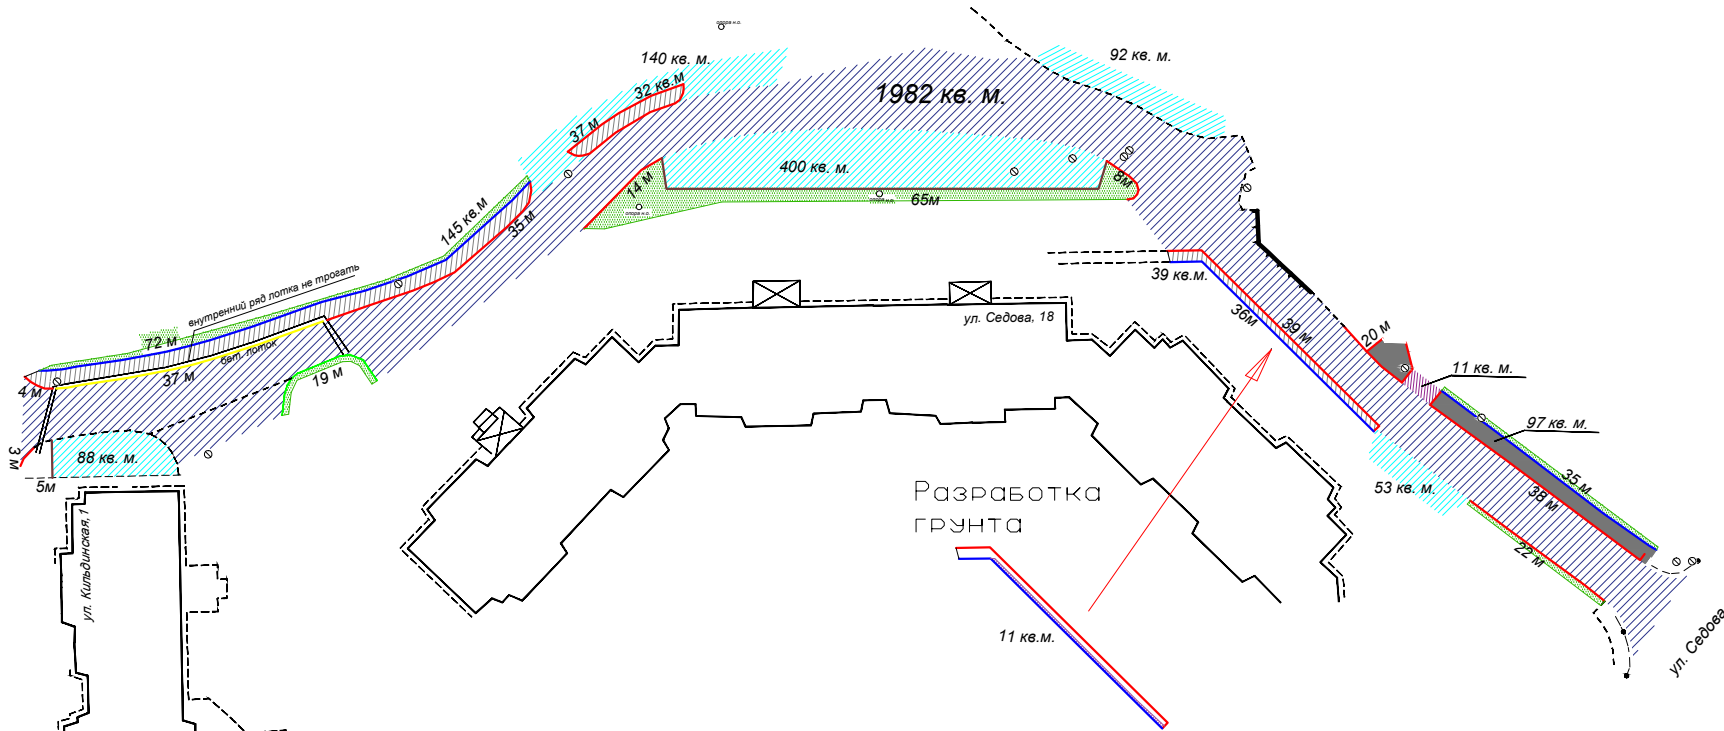 опора н.о.
140 кв. м.
92 кв. м.
32 кв.м
1982 кв. м.
37 м
400 кв. м.
14 м
8м
опора н.о.
опора н.о.
65м
145 кв.м
35 м
внутренний ряд лотка не трогать
39 кв.м.
72 м
бет. лоток
37 м
4 м
19 м
ул. Седова, 18
36м
39 м
20 м
11 кв. м.
97 кв. м.
3 м
88 кв. м.
5м
35 м
38 м
53 кв. м.
22 м
Разработка
грунта
ул. Кильдинская,1
11 кв.м.
ул. Седова